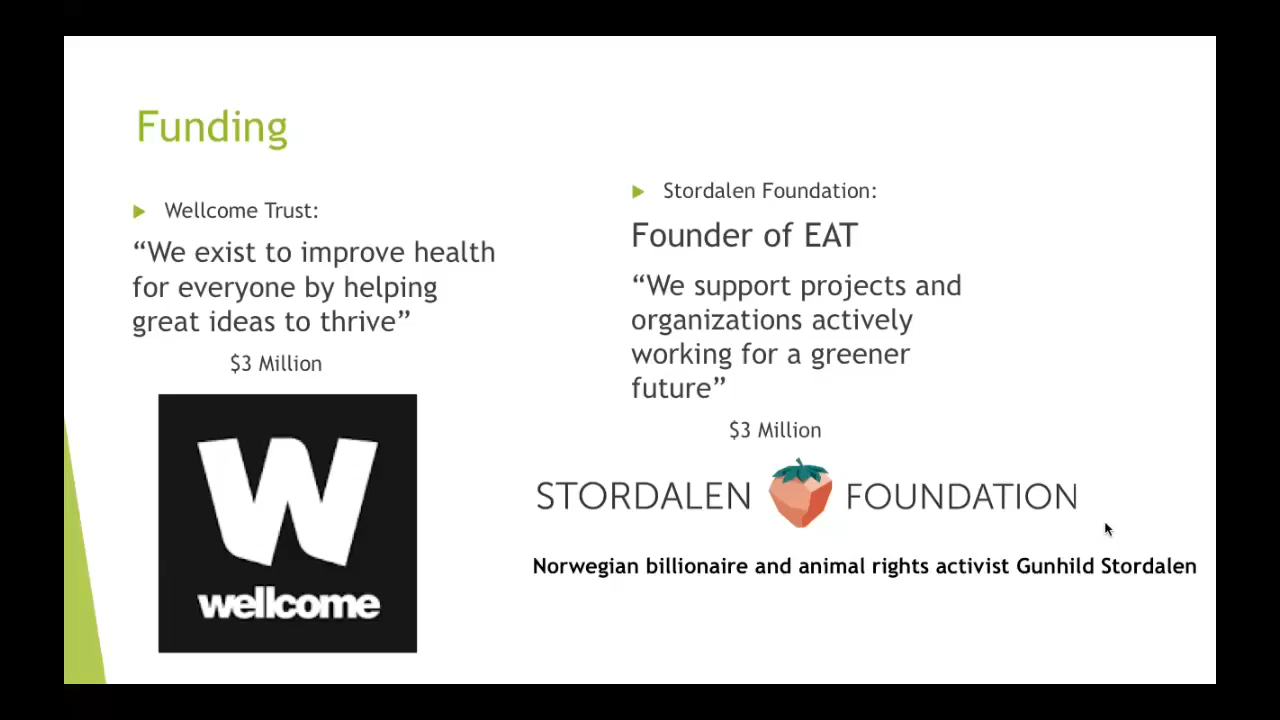 Funding
Wellcome Trust:
“We exist to improve health
for everyone by helping
great ideas to thrive”
$3 Million
wellcome
Stordalen Foundation:
Founder of EAT
“We support projects and
organizations actively
working for a greener
future”
$3 Million
STORDALEN FOUNDATION
Norwegian billionaire and animal rights activist Gunhild Stordalen